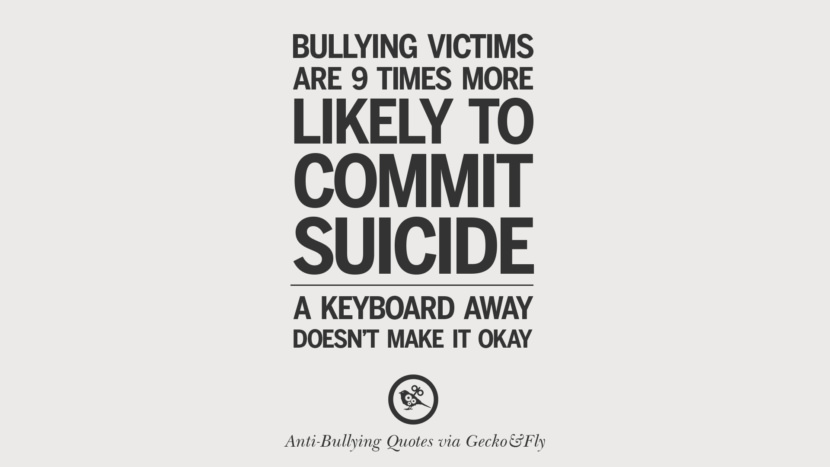 BULLYING VICTIMS
ARE 9 TIMES MORE
LIKELY TO
COMMIT
SUICIDE
A KEYBOARD AWAY
DOESN'T MAKE IT OKAY
Anti-Bullying Quotes via Gecko&Fly